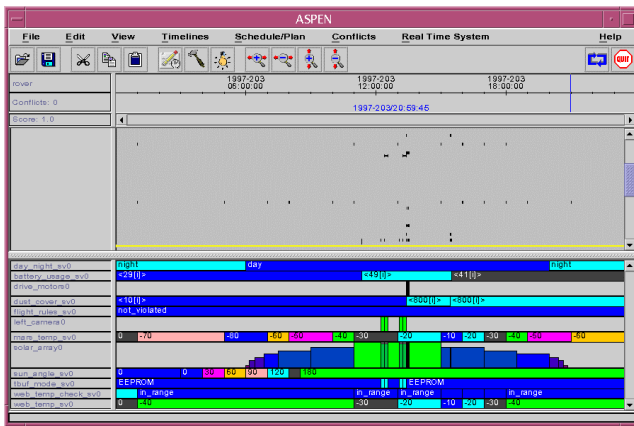 ASPEN
File Edit View Timelines Schedule/Plan Conflicts Real Time System Help
QUIT
rover 1997-203 1997-203 1997-203
06:00:00 12:00:00 18:00:00
Conflicts: 0
1997-203/20:59:45
Score: 1.0
day_night_sv0 night day night
battery_usage_sv0 <29[i]> <49[i]> <41[i]>
drive_motors0
dust_cover_sv0 <10[i]> <800[i]> <800[i]>
flight_rules_sv0 not_violated
left_camera0
mars_temp_sv0 0 -70 -80 -60 -50 -40 -30 -20 -10 -20 -30 -40 -50 -60
solar_array0
sun_angle_sv0 0 0 30 60 90 120 180
tbuf_mode_sv0 EEPROM EEPROM
web_temp_check_sv0 in_range in_range in_range in_range
web_temp_sv0 0 -40 -30 -20 -10 -20 -30 -40